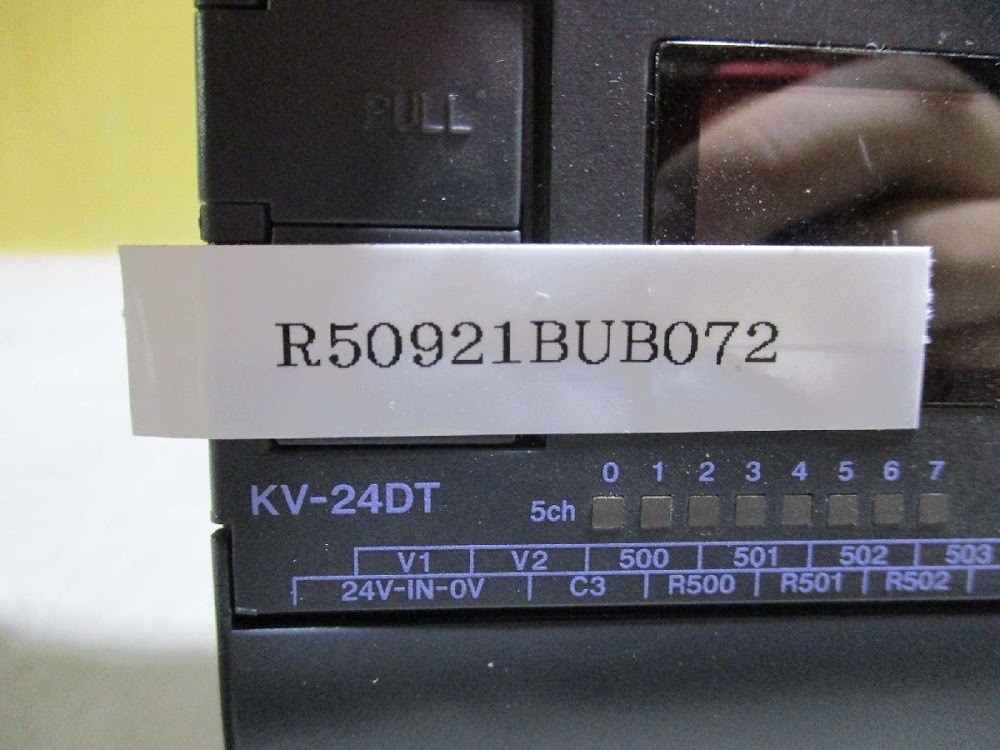 PULL
R50921BUB072
0 1 2 3 4 5 6 7
KV-24DT
5ch
V1 V2 500 501 502 503
24V-IN-0V C3 R500 R501 R502